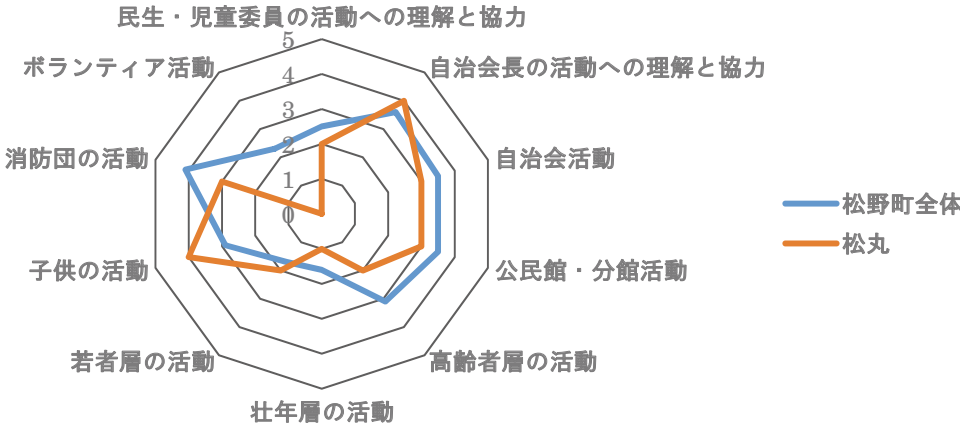 民生・児童委員の活動への理解と協力
自治会長の活動への理解と協力
自治会活動
公民館・分館活動
高齢者層の活動
壮年層の活動
若者層の活動
子供の活動
消防団の活動
ボランティア活動
5
4
3
2
1
0
松野町全体
松丸